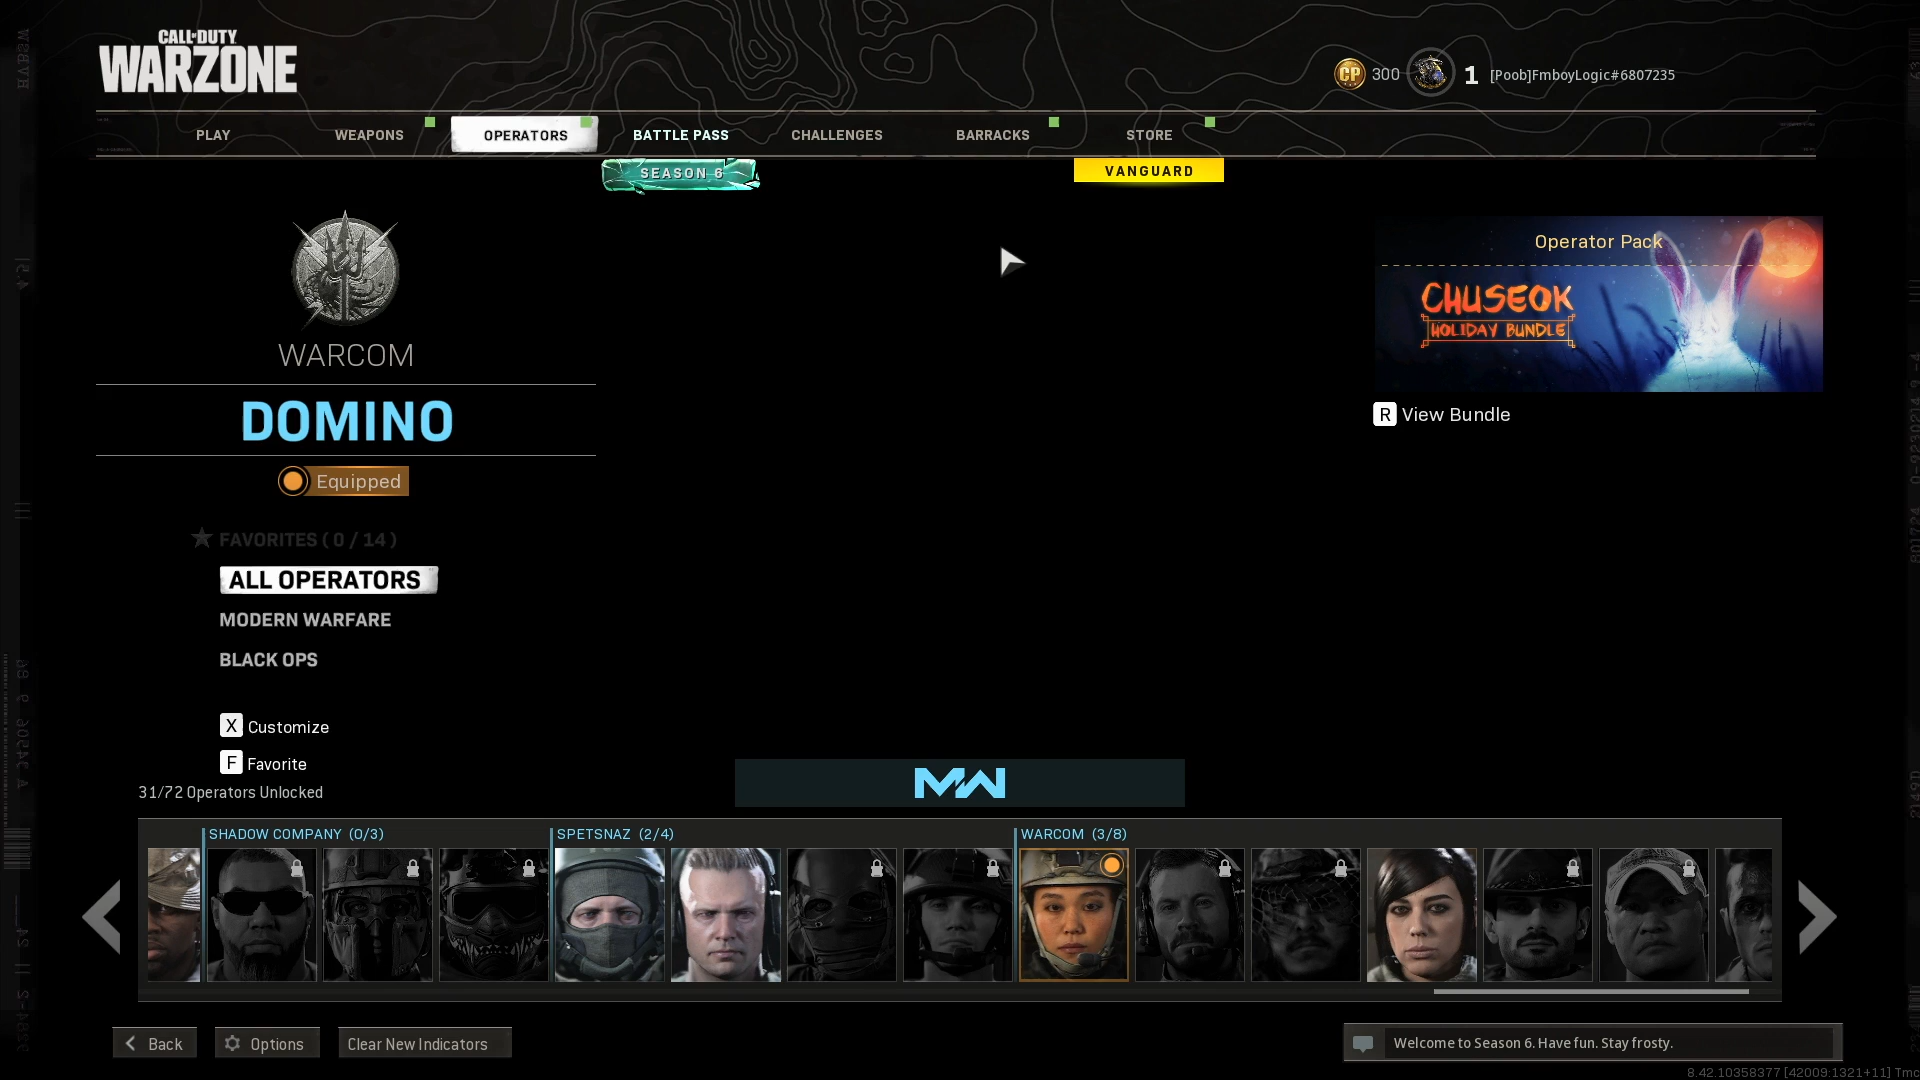 CALL OF DUTY
WARZONE
CP 300 1 [Poob]FmboyLogic#6807235
PLAY WEAPONS OPERATORS BATTLE PASS CHALLENGES BARRACKS STORE
SEASON 6 VANGUARD
WARCOM
DOMINO
Equipped
Operator Pack
CHUSEOK
HOLIDAY BUNDLE
R View Bundle
FAVORITES ( 0 / 14 )
ALL OPERATORS
MODERN WARFARE
BLACK OPS
X Customize
F Favorite
31/72 Operators Unlocked
MW
SHADOW COMPANY (0/3) SPETSNAZ (2/4) WARCOM (3/8)
Back Options Clear New Indicators
Welcome to Season 6. Have fun. Stay frosty.
8.42.10358377 [42009:1321+11] Tmc